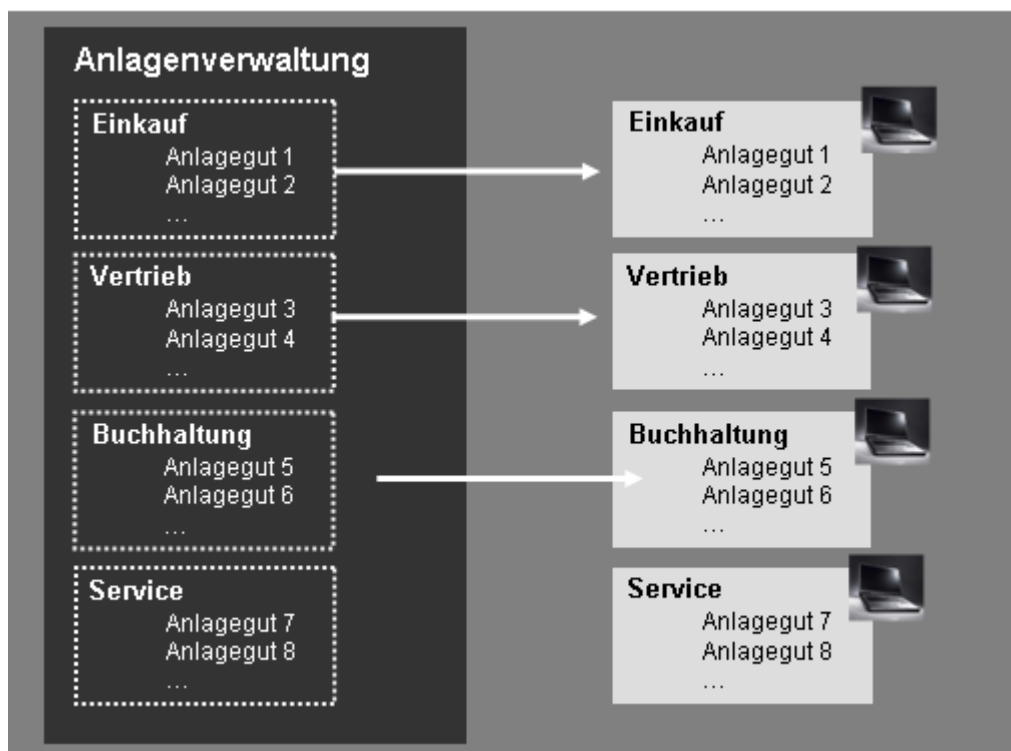 Anlagenverwaltung
Einkauf
Anlagegut 1
Anlagegut 2
...
Vertrieb
Anlagegut 3
Anlagegut 4
...
Buchhaltung
Anlagegut 5
Anlagegut 6
...
Service
Anlagegut 7
Anlagegut 8
...
Einkauf
Anlagegut 1
Anlagegut 2
...
Vertrieb
Anlagegut 3
Anlagegut 4
...
Buchhaltung
Anlagegut 5
Anlagegut 6
...
Service
Anlagegut 7
Anlagegut 8
...